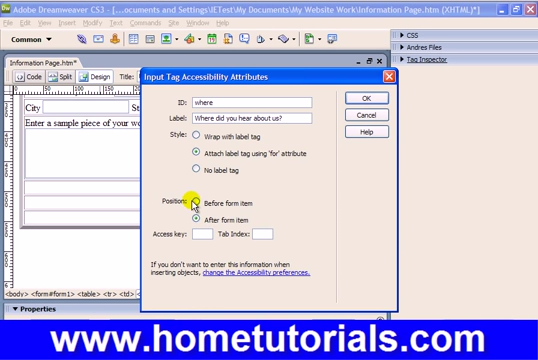 Adobe Dreamweaver CS3 - [...ocuments and Settings\IETest\My Documents\My Website Work\Information Page.htm (XHTML)*]
File Edit View Insert Modify Text Commands Site Window Help
Common
CSS
Andres Files
Tag Inspector
Information Page.htm*
Code Split Design Title:
City
Enter a sample piece of your wo
Input Tag Accessibility Attributes
ID: where
OK
Label: Where did you hear about us?
Cancel
Style: Wrap with label tag
Help
Attach label tag using 'for' attribute
No label tag
Position: Before form item
After form item
Access key: Tab Index:
If you don't want to enter this information when
inserting objects, change the Accessibility preferences.
<body> <form#form1> <table> <tr> <td>
Properties
www.hometutorials.com